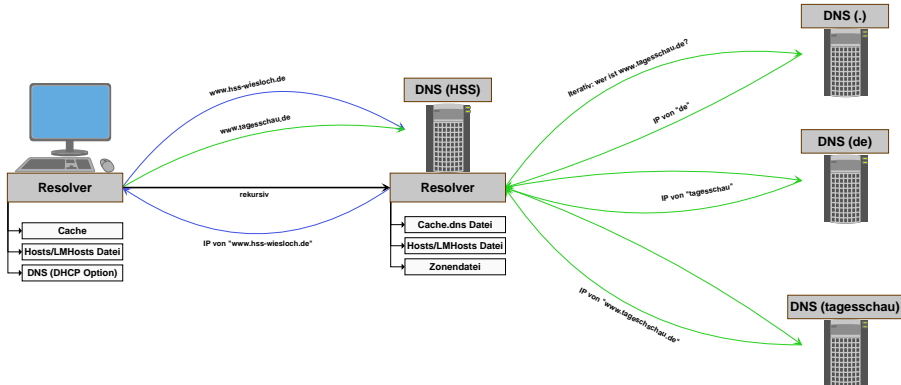 DNS (.)
Iterativ: wer ist www.tagesschau.de?
www.hss-wiesloch.de
DNS (HSS)
IP von "de"
www.tagesschau.de
DNS (de)
Resolver
rekursiv
Resolver
IP von "tagesschau"
Cache
Hosts/LMHosts Datei
DNS (DHCP Option)
IP von "www.hss-wiesloch.de"
Cache.dns Datei
Hosts/LMHosts Datei
Zonendatei
IP von "www.tageschschau.de"
DNS (tagesschau)